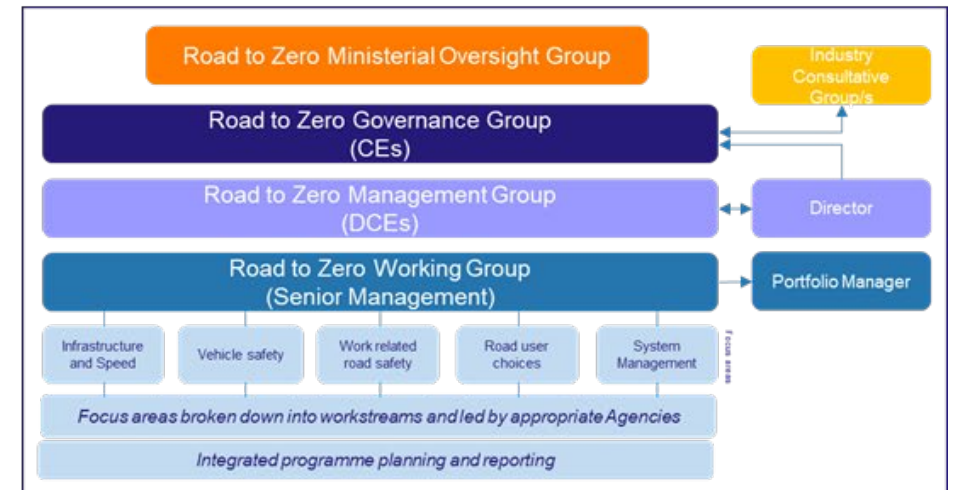 Road to Zero Ministerial Oversight Group
Industry
Consultative
Group/s
Road to Zero Governance Group
(CEs)
Road to Zero Management Group
(DCEs)
Director
Road to Zero Working Group
(Senior Management)
Portfolio Manager
Infrastructure
and Speed
Vehicle safety
Work related
road safety
Road user
choices
System
Management
Focus areas
Focus areas broken down into workstreams and led by appropriate Agencies
Integrated programme planning and reporting